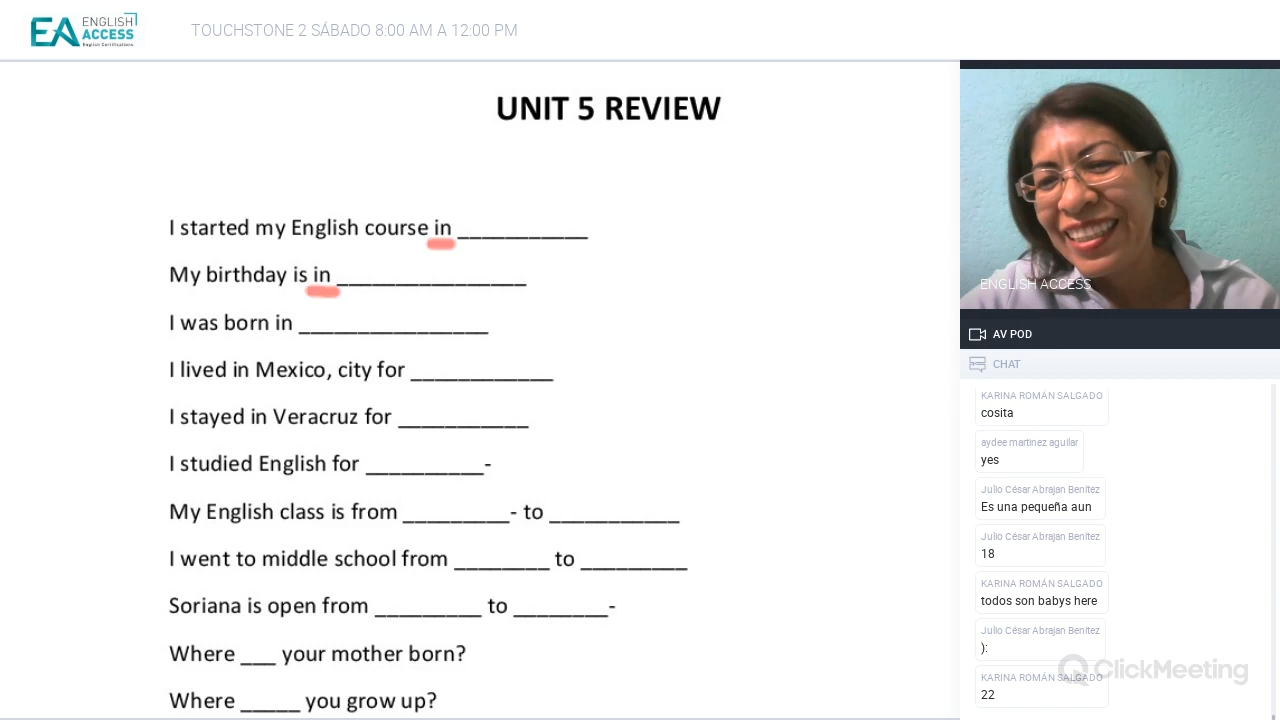 EA ENGLISH ACCESS
English Certifications
TOUCHSTONE 2 SÁBADO 8:00 AM A 12:00 PM
UNIT 5 REVIEW
I started my English course in ___________
My birthday is in ________________
I was born in ________________
I lived in Mexico, city for ____________
I stayed in Veracruz for ___________
I studied English for __________-
My English class is from _________- to ___________
I went to middle school from ________ to _________
Soriana is open from _________ to ________-
Where ___ your mother born?
Where _____ you grow up?
ENGLISH ACCESS
AV POD
CHAT
KARINA ROMÁN SALGADO
cosita
aydee martinez aguilar
yes
Julio César Abrajan Benítez
Es una pequeña aun
Julio César Abrajan Benítez
18
KARINA ROMÁN SALGADO
todos son babys here
Julio César Abrajan Benítez
):
KARINA ROMÁN SALGADO
22
ClickMeeting